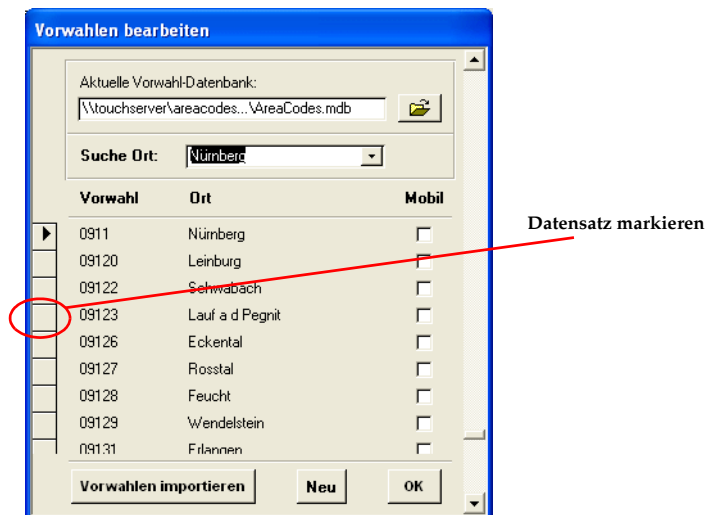 Vorwahlen bearbeiten
Aktuelle Vorwahl-Datenbank:
\\touchserver\areacodes...\AreaCodes.mdb
Suche Ort: Nürnberg
Vorwahl Ort Mobil
0911 Nürnberg
Datensatz markieren
09120 Leinburg
09122 Schwabach
09123 Lauf a d Pegnit
09126 Eckental
09127 Rosstal
09128 Feucht
09129 Wendelstein
09131 Erlangen
Vorwahlen importieren Neu OK